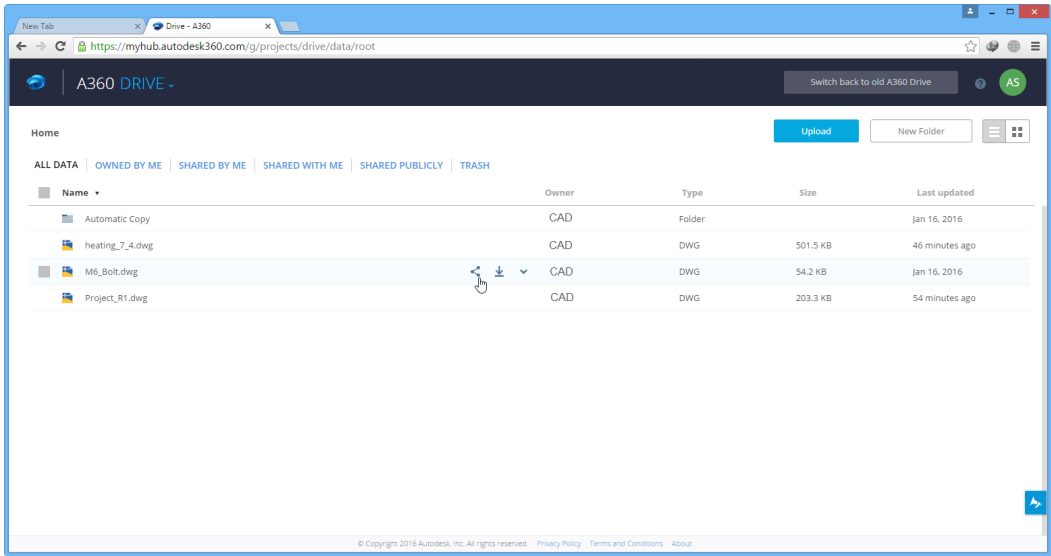 New Tab
Drive - A360
https://myhub.autodesk360.com/g/projects/drive/data/root
A360 DRIVE
Switch back to old A360 Drive
?
AS
Home
Upload
New Folder
ALL DATA
OWNED BY ME
SHARED BY ME
SHARED WITH ME
SHARED PUBLICLY
TRASH
Name Owner Type Size Last updated
Automatic Copy CAD Folder Jan 16, 2016
heating_7_4.dwg CAD DWG 501.5 KB 46 minutes ago
M6_Bolt.dwg CAD DWG 54.2 KB Jan 16, 2016
Project_R1.dwg CAD DWG 203.3 KB 54 minutes ago
© Copyright 2016 Autodesk, Inc. All rights reserved. Privacy Policy Terms and Conditions About